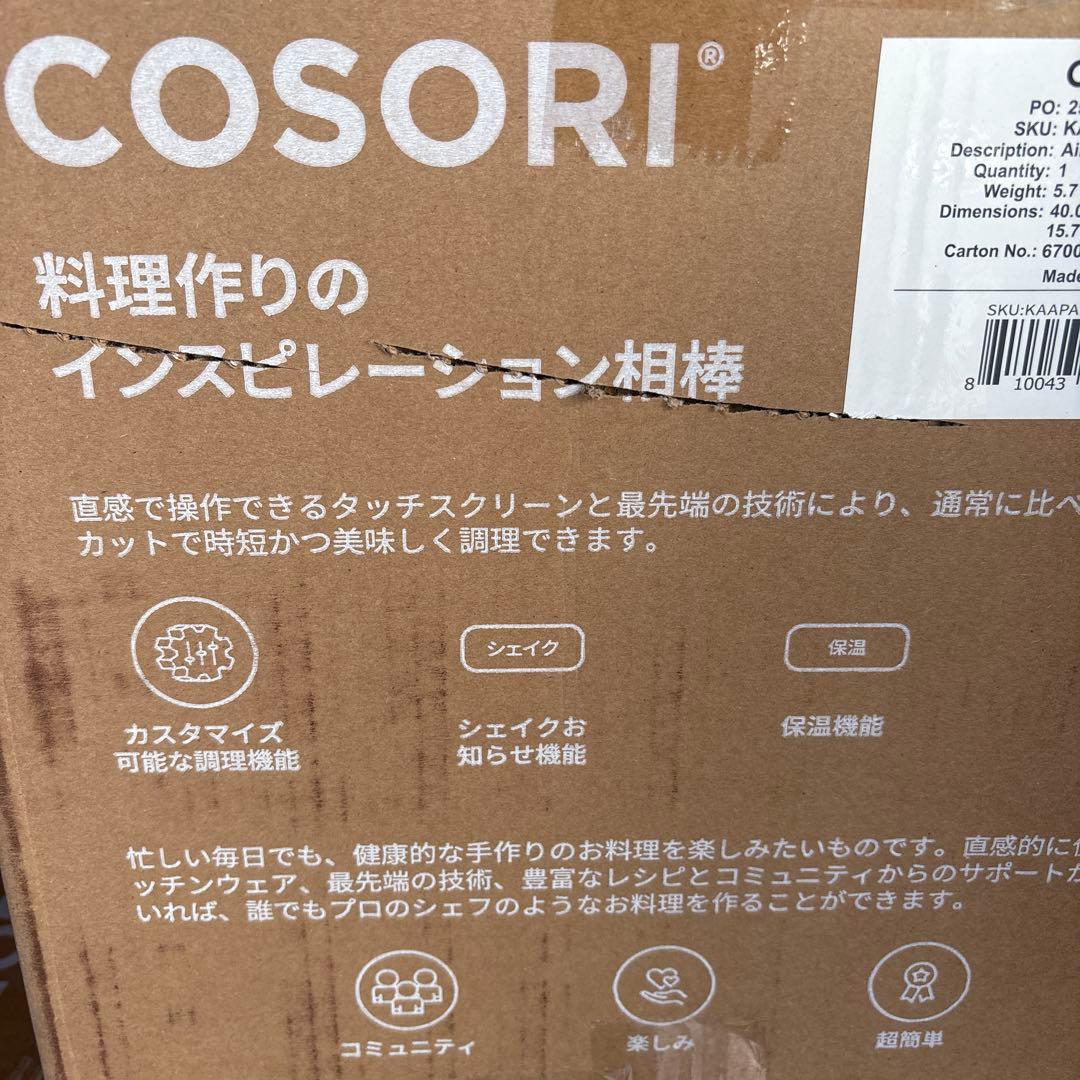 COSORI®
料理作りの
インスピレーション相棒
PO: 25
SKU: KA
Description: Ai
Quantity: 1
Weight: 5.7
Dimensions: 40.0
15.7
Carton No.: 6700
Made
SKU:KAAPA
8 10043
直感で操作できるタッチスクリーンと最先端の技術により、通常に比べ
カットで時短かつ美味しく調理できます。
シェイク
保温
カスタマイズ
可能な調理機能
シェイクお
知らせ機能
保温機能
忙しい毎日でも、健康的な手作りのお料理を楽しみたいものです。直感的に
ッチンウェア、最先端の技術、豊富なレシピとコミュニティからのサポートが
いれば、誰でもプロのシェフのようなお料理を作ることができます。
コミュニティ
楽しみ
超簡単